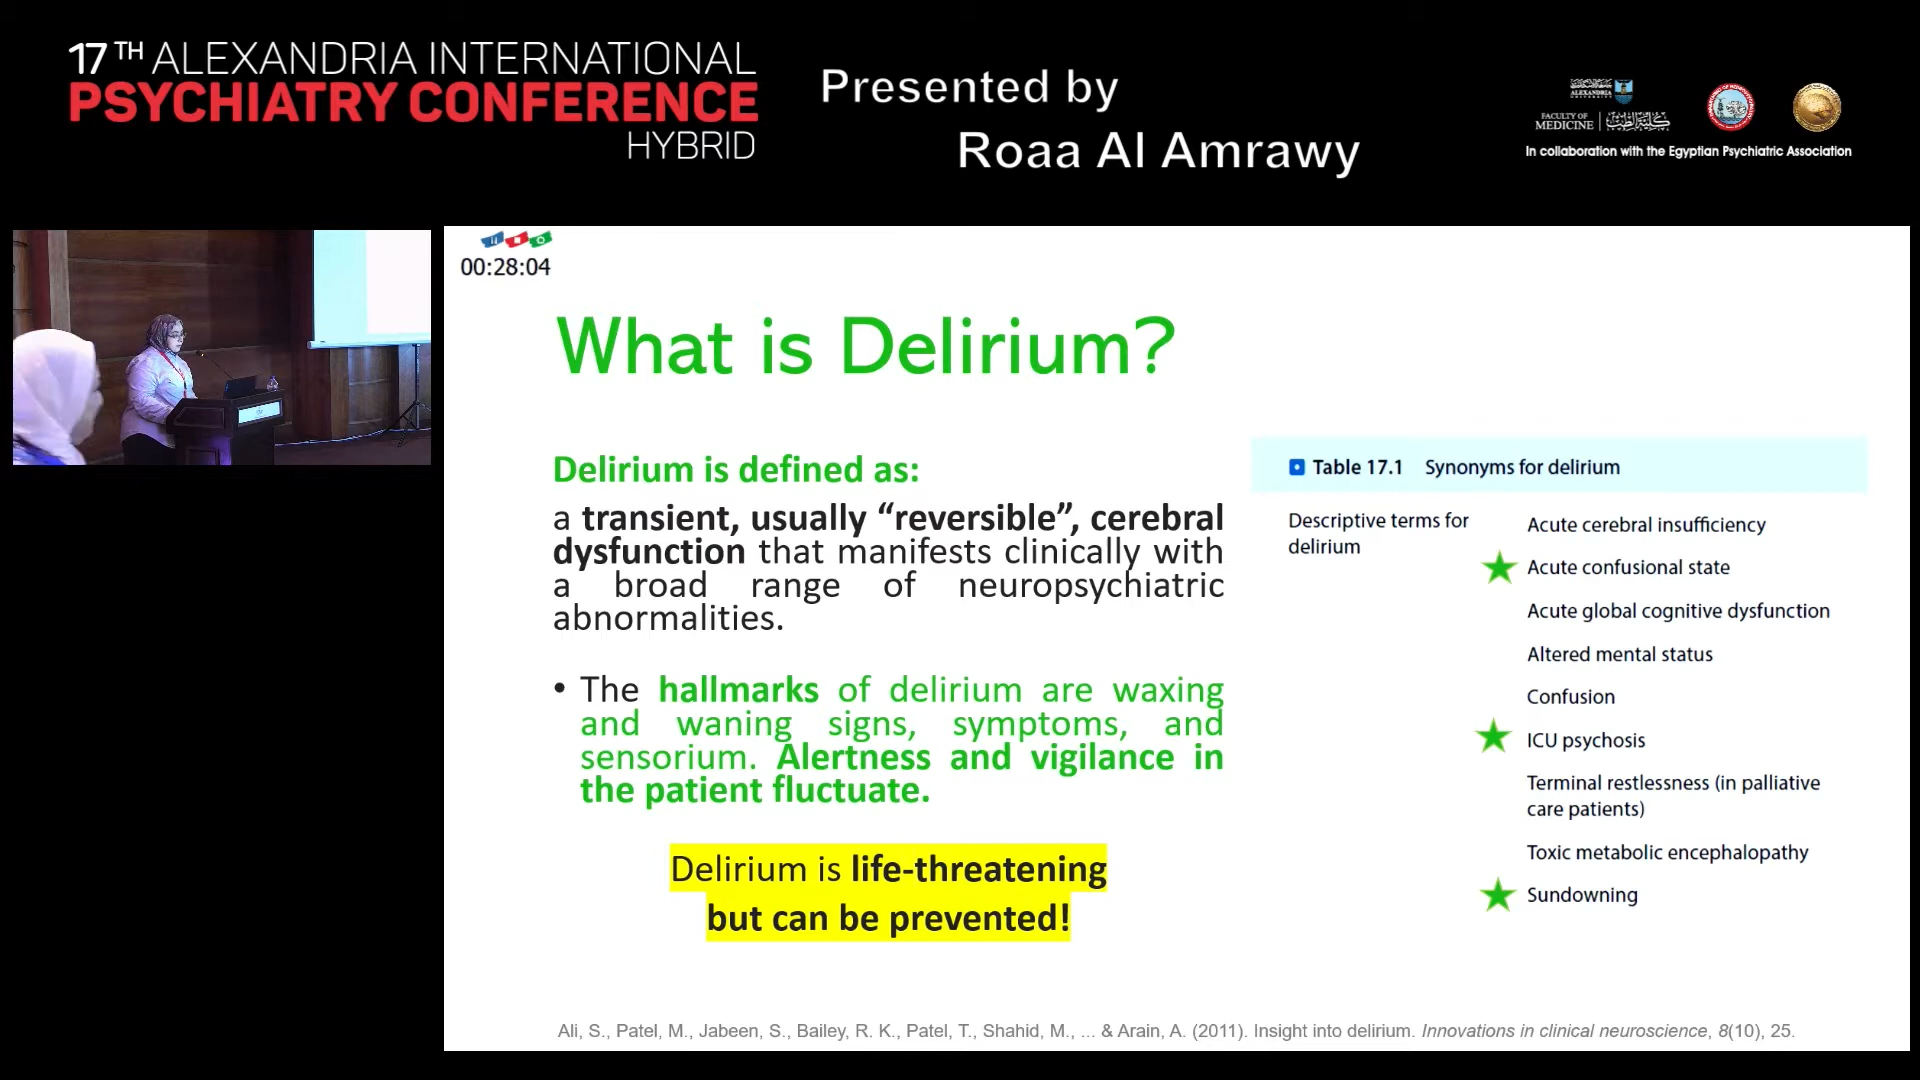 17TH ALEXANDRIA INTERNATIONAL
PSYCHIATRY CONFERENCE
HYBRID
Presented by
Roaa Al Amrawy
ALEXANDRIA
FACULTY OF
MEDICINE
كلية الطب
In collaboration with the Egyptian Psychiatric Association
00:28:04
What is Delirium?
Delirium is defined as:
a transient, usually “reversible”, cerebral
dysfunction that manifests clinically with
a broad range of neuropsychiatric
abnormalities.
• The hallmarks of delirium are waxing
and waning signs, symptoms, and
sensorium. Alertness and vigilance in
the patient fluctuate.
Delirium is life-threatening
but can be prevented!
Table 17.1 Synonyms for delirium
Descriptive terms for
delirium
Acute cerebral insufficiency
Acute confusional state
Acute global cognitive dysfunction
Altered mental status
Confusion
ICU psychosis
Terminal restlessness (in palliative
care patients)
Toxic metabolic encephalopathy
Sundowning
Ali, S., Patel, M., Jabeen, S., Bailey, R. K., Patel, T., Shahid, M., ... & Arain, A. (2011). Insight into delirium. Innovations in clinical neuroscience, 8(10), 25.